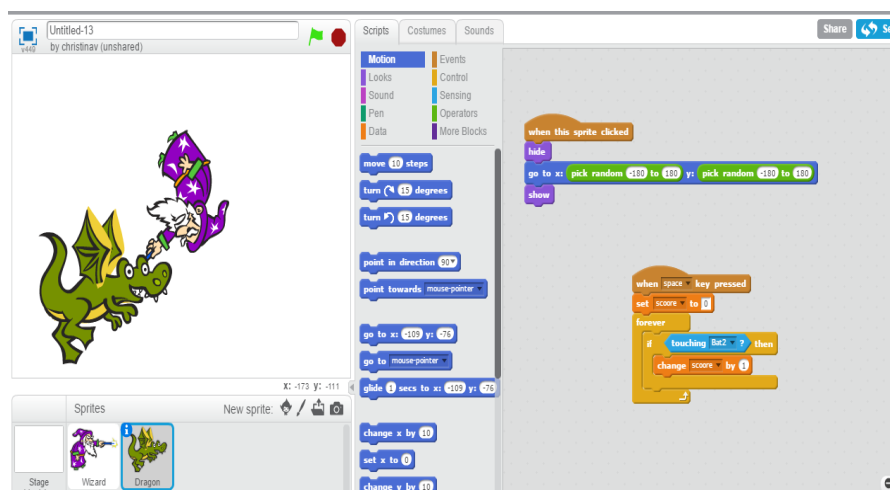 Untitled-13
by christinav (unshared)
v449
Scripts Costumes Sounds
Share
Motion Events
Looks Control
Sound Sensing
Pen Operators
Data More Blocks
move 10 steps
turn 15 degrees
turn 15 degrees
point in direction 90
point towards mouse-pointer
go to x: -109 y: -76
go to mouse-pointer
glide 1 secs to x: -109 y: -76
change x by 10
set x to 0
change y by 10
when this sprite clicked
hide
go to x: pick random -180 to 180 y: pick random -180 to 180
show
when space key pressed
set scoore to 0
forever
if touching Bat2 ? then
change scoore by 1
X: -173 y: -111
Sprites New sprite:
Stage
Wizard
Dragon